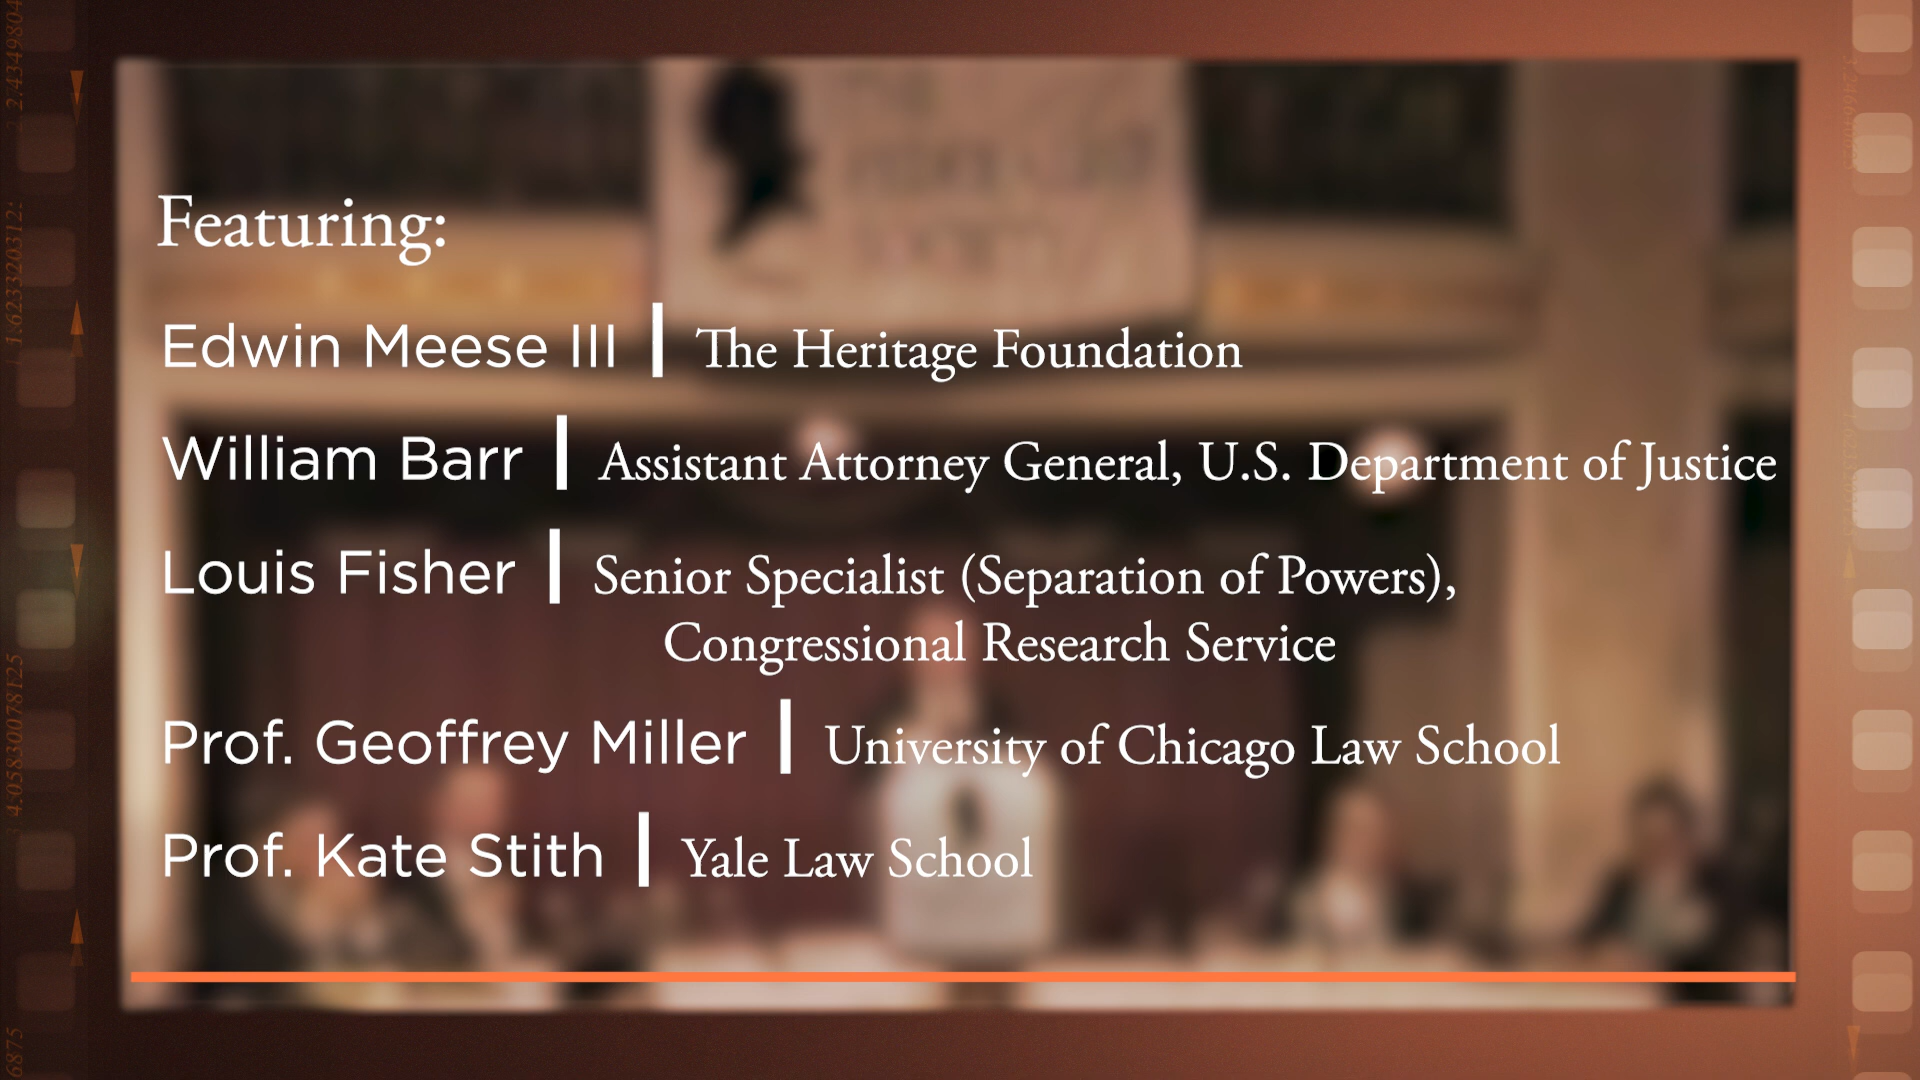 Featuring:
Edwin Meese III | The Heritage Foundation
William Barr | Assistant Attorney General, U.S. Department of Justice
Louis Fisher | Senior Specialist (Separation of Powers),
Congressional Research Service
Prof. Geoffrey Miller | University of Chicago Law School
Prof. Kate Stith | Yale Law School